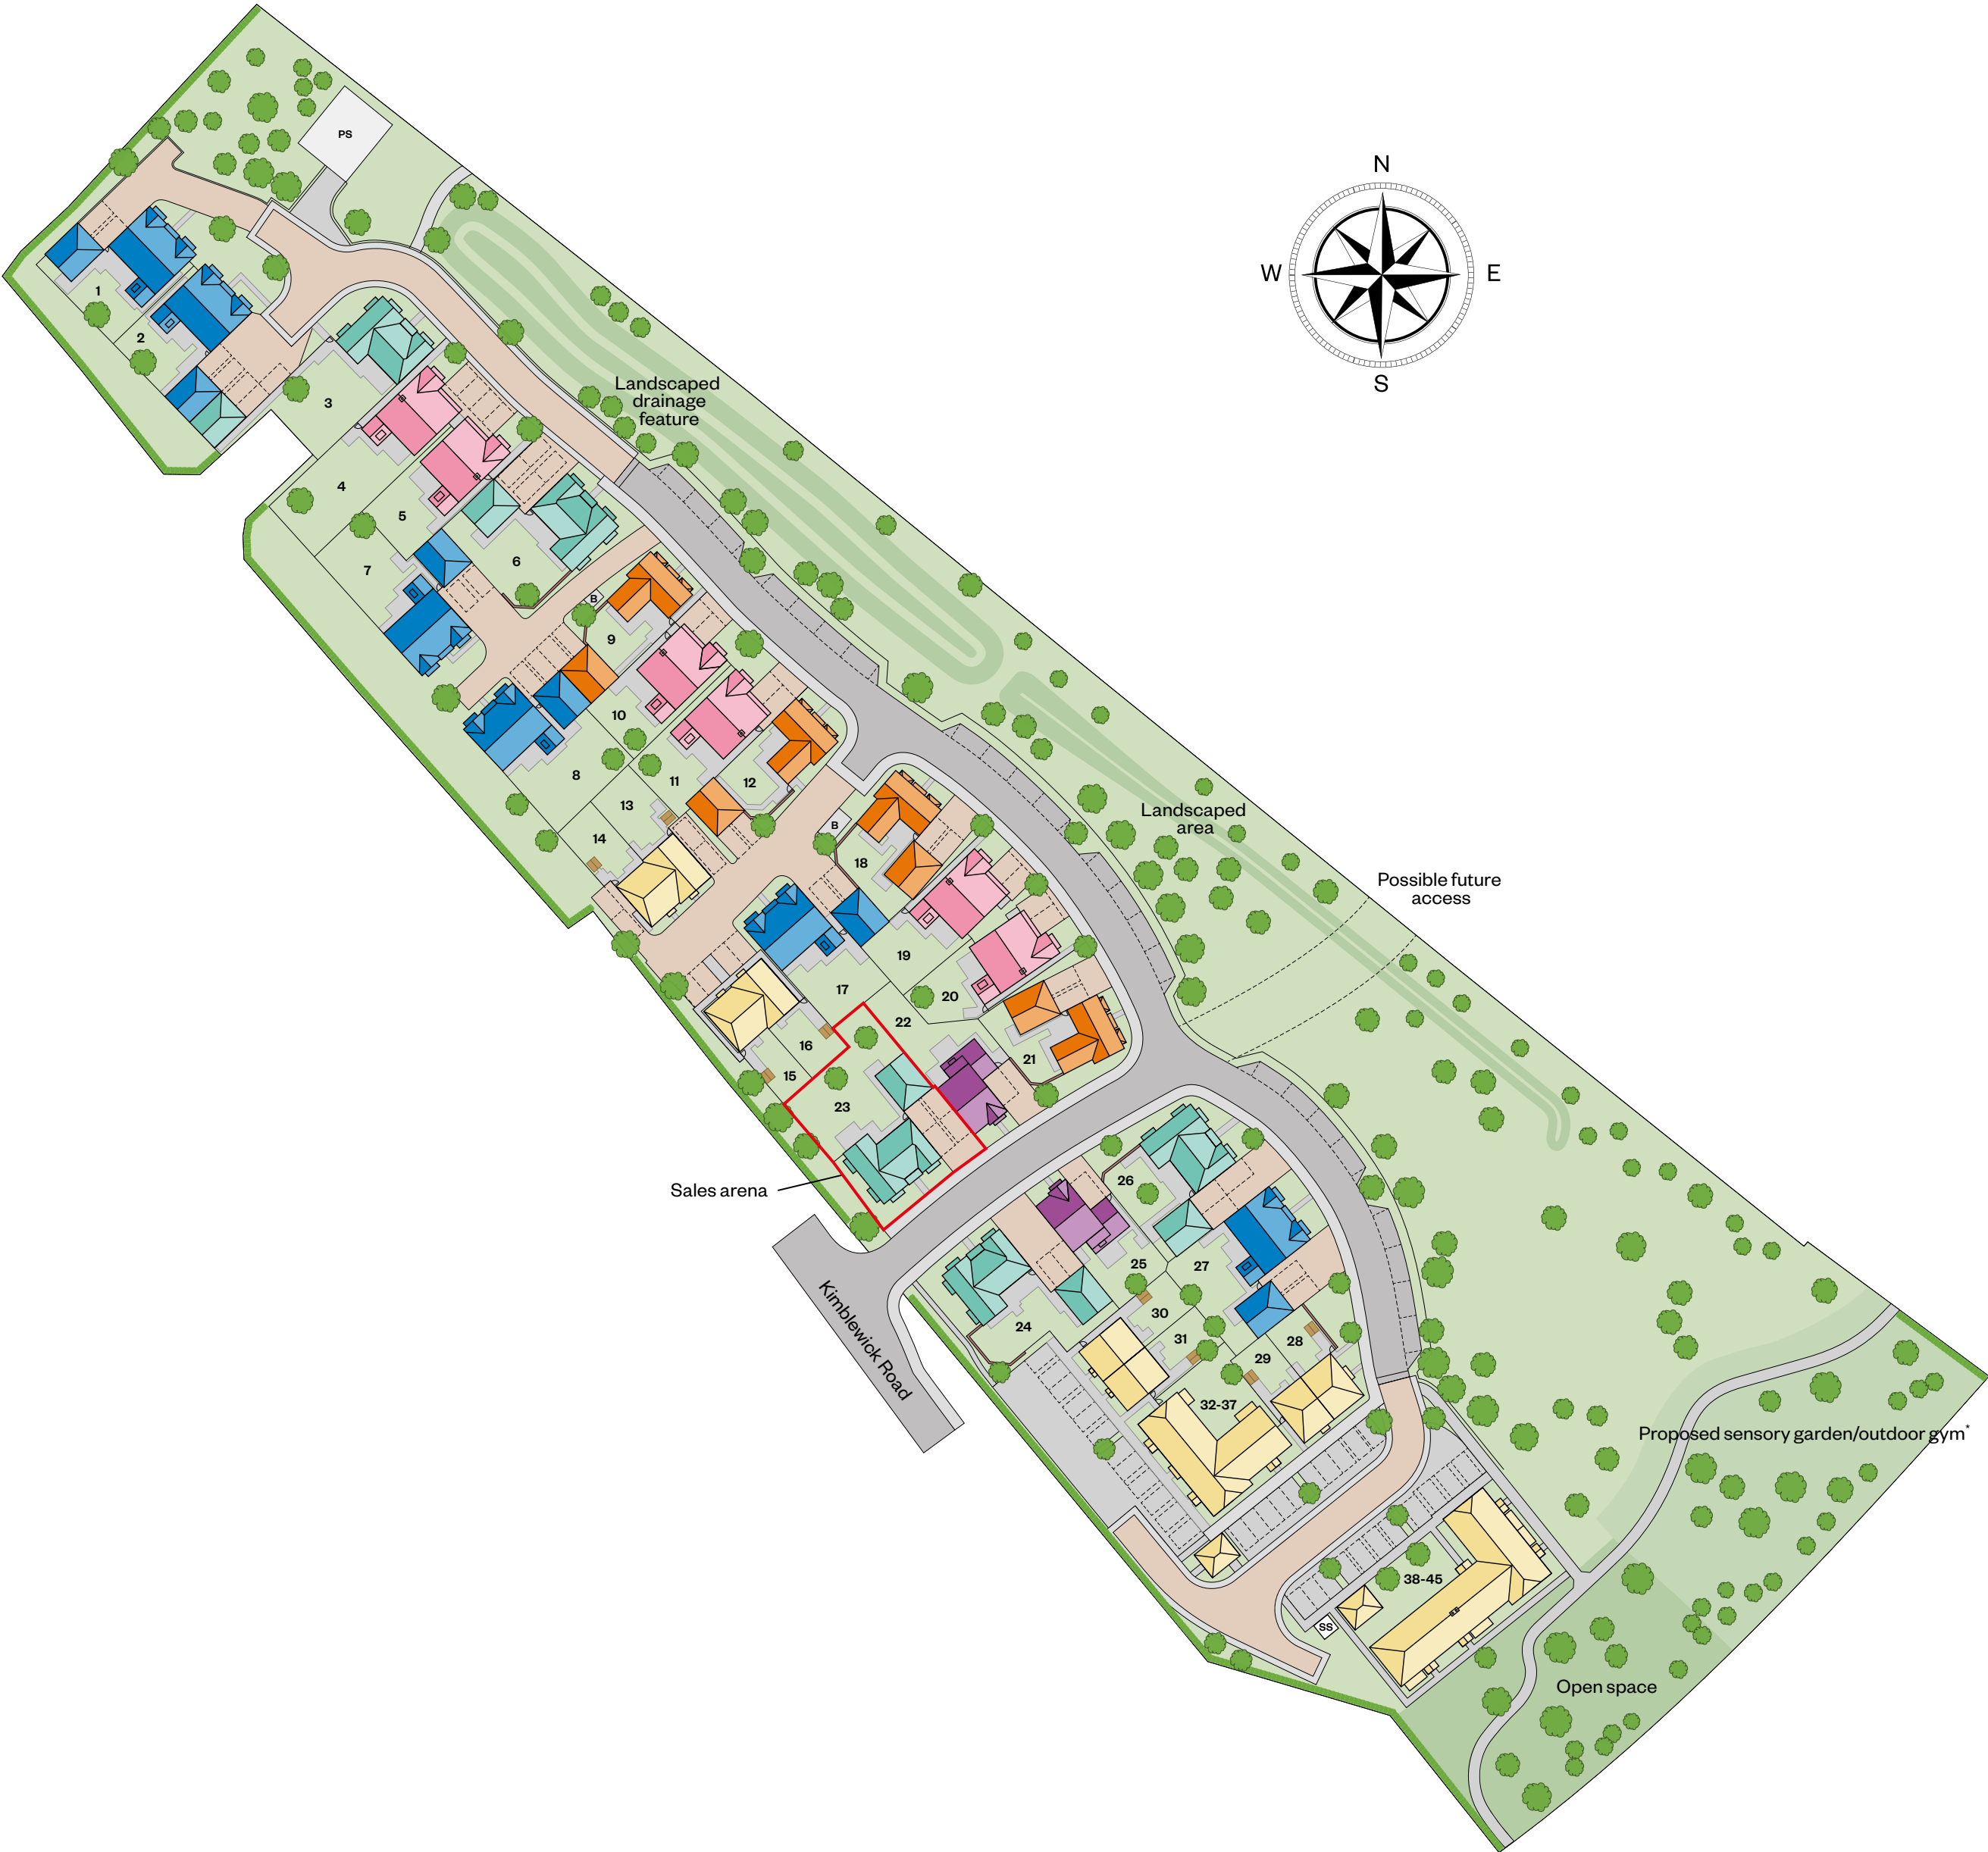 PS
N
W
E
S
1
2
3
Landscaped
drainage
feature
4
5
6
7
B
9
10
8
11
12
13
14
B
18
Landscaped
area
Possible future
access
19
17
20
22
16
21
15
23
Sales arena
26
25
27
Kimblewick Road
30
24
31
28
29
32-37
Proposed sensory garden/outdoor gym*
38-45
SS
Open space